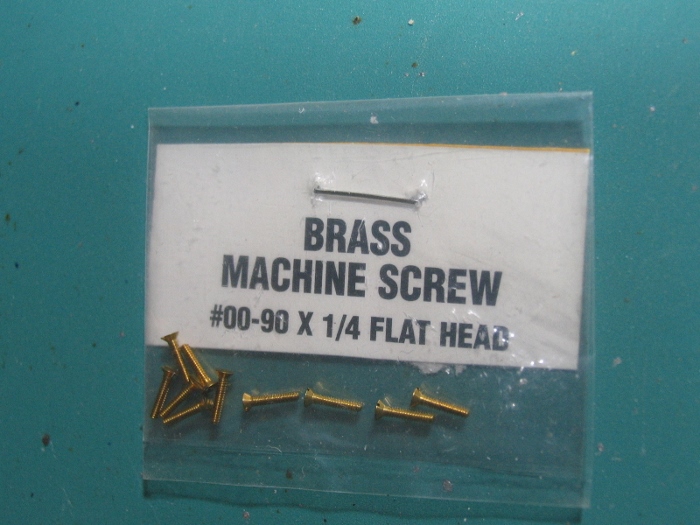 BRASS
MACHINE SCREW
#00-90 X 1/4 FLAT HEAD